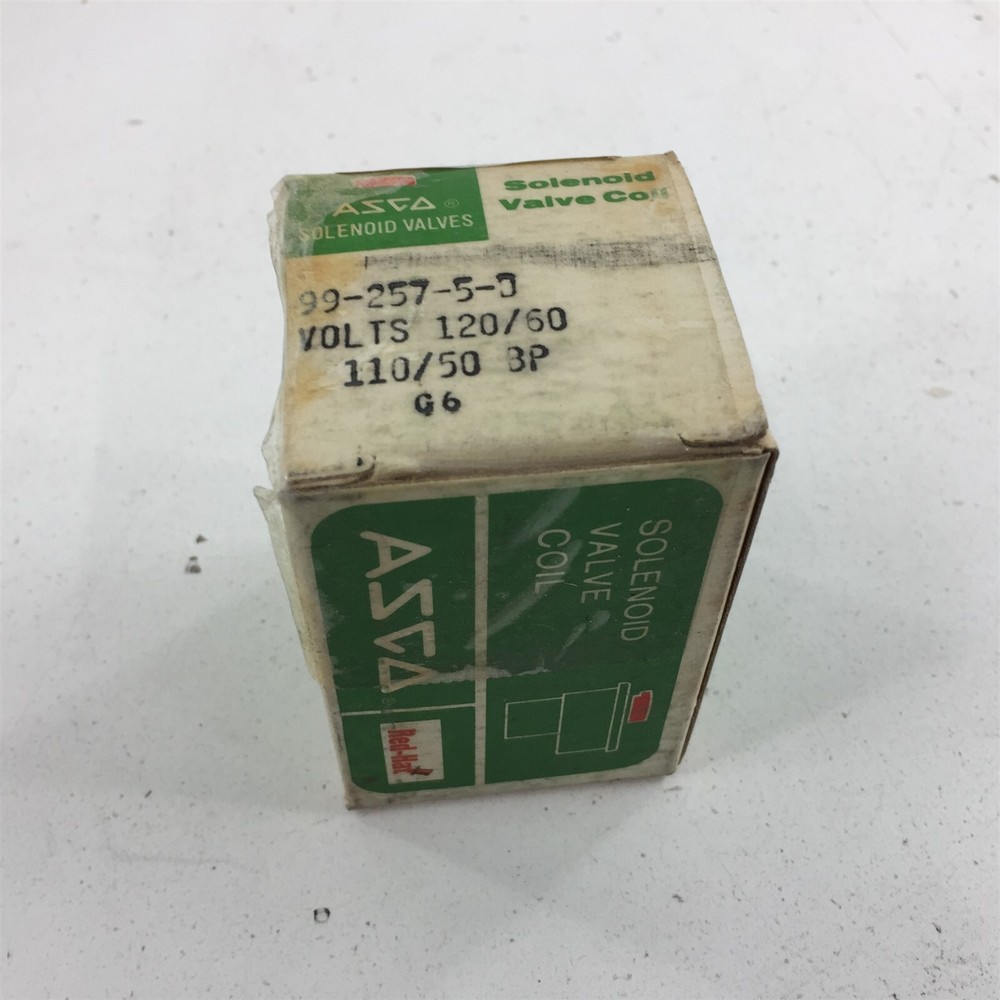 ASCO ®
SOLENOID VALVES
Solenoid
Valve Coil
99-257-5-D
VOLTS 120/60
110/50 BP
G6
SOLENOID
VALVE
COIL
ASCO ®
Red-Hat